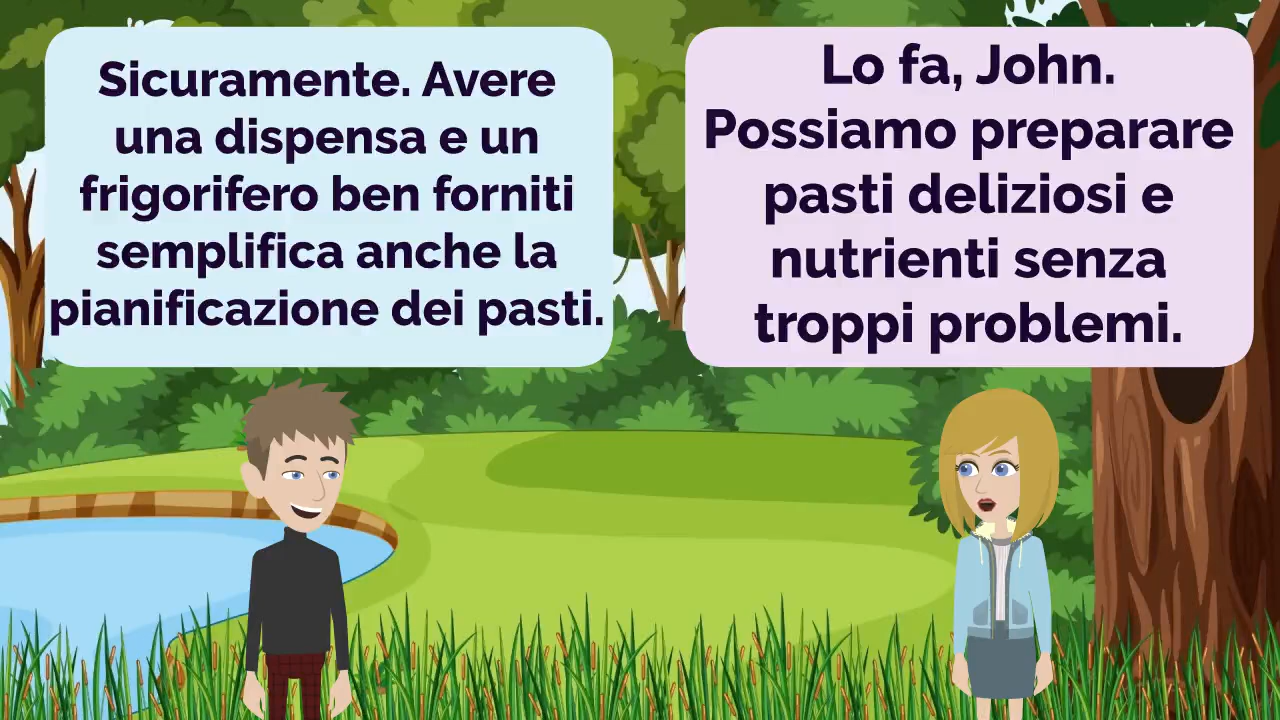 Sicuramente. Avere
una dispensa e un
frigorifero ben forniti
semplifica anche la
pianificazione dei pasti.
Lo fa, John.
Possiamo preparare
pasti deliziosi e
nutrienti senza
troppi problemi.